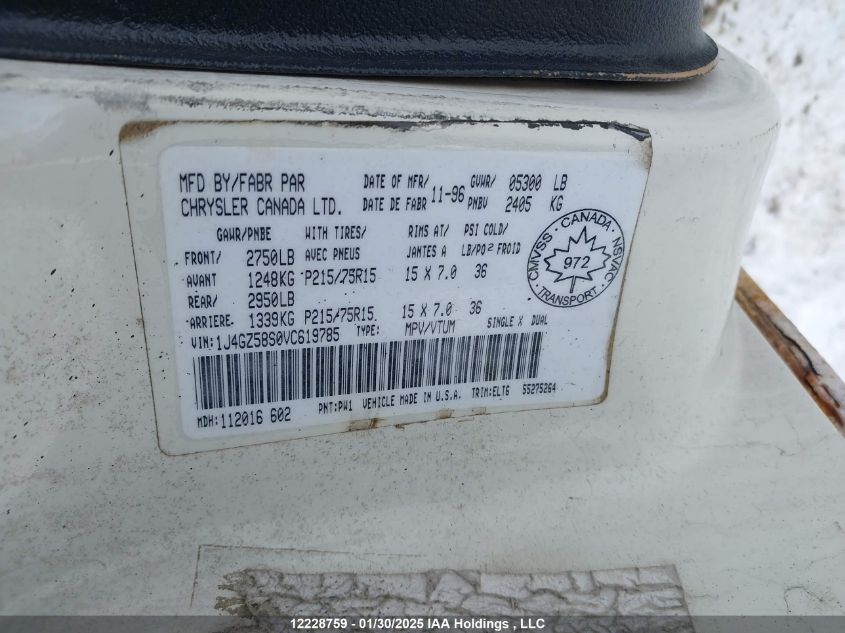 MFD BY/FABR PAR
CHRYSLER CANADA LTD.
DATE OF MFR/
DATE DE FABR
11-96
GVWR/ 05300 LB
PNBV 2405 KG
GAWR/PNBE WITH TIRES/ RIMS AT/ PSI COLD/
FRONT/ 2750LB AVEC PNEUS JANTES A LB/PO2 FROID
AVANT 1248KG P215/75R15 15 X 7.0 36
REAR/ 2950LB
ARRIERE. 1339KG P215/75R15 15 X 7.0 36
VIN: 1J4GZ58S0VC619785 TYPE: MPV/VTUM SINGLE X DUAL
MDH: 112016 602 PNT:PW1 VEHICLE MADE IN U.S.A. TRIM:ELT6 55275264
CMVSS · CANADA · NSVAC · TRANSPORT
972
12228759 - 01/30/2025 IAA Holdings , LLC